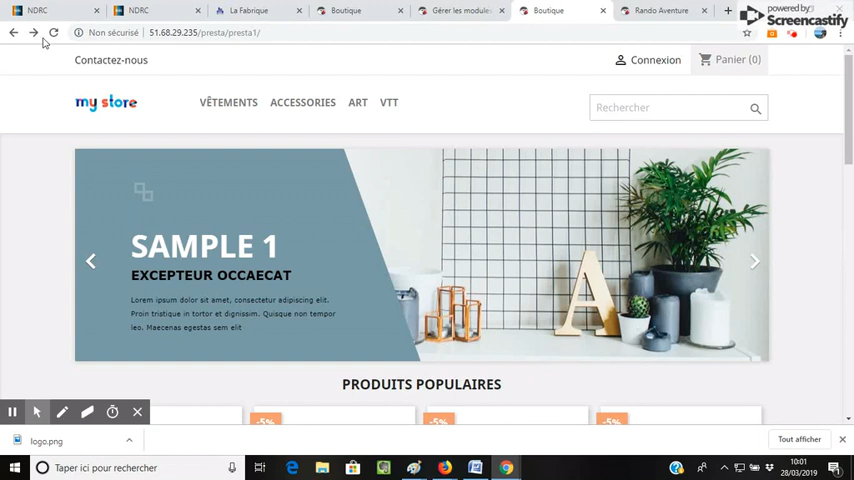 NDRC
NDRC
La Fabrique
Boutique
Gérer les module
Boutique
Rando Aventure
powered by
Screencastify
Non sécurisé
51.68.29.235/presta/presta1/
Contactez-nous
Connexion
Panier (0)
my store
VÊTEMENTS
ACCESSORIES
ART
VTT
Rechercher
SAMPLE 1
EXCEPTEUR OCCAECAT
Lorem ipsum dolor sit amet, consectetur adipiscing elit.
Proin tristique in tortor et dignissim. Quisque non tempor
leo. Maecenas egestas sem elit
A
PRODUITS POPULAIRES
-5%
-5%
-5%
logo.png
Tout afficher
Taper ici pour rechercher
10:01
28/03/2019